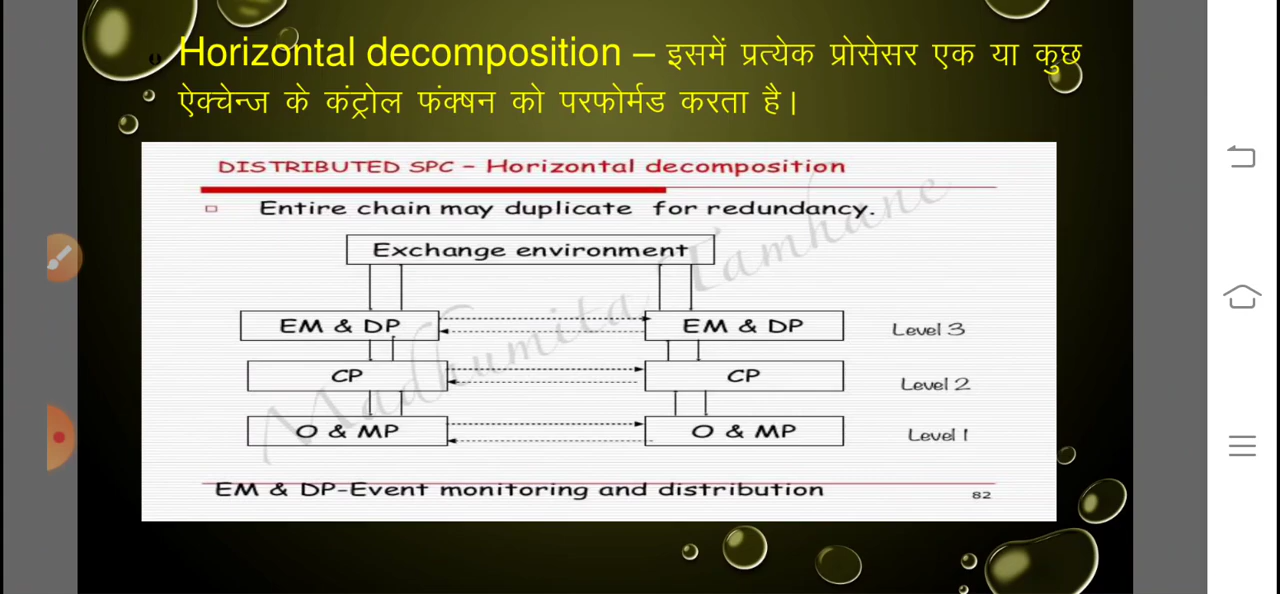 Horizontal decomposition – इसमें प्रत्येक प्रोसेसर एक या कुछ
ऐक्चेन्ज के कंट्रोल फंक्षन को परफोर्मड करता है।
DISTRIBUTED SPC – Horizontal decomposition
Entire chain may duplicate for redundancy.
Exchange environment
EM & DP EM & DP Level 3
CP CP Level 2
O & MP O & MP Level 1
EM & DP-Event monitoring and distribution
82
Madhumita Tamhane